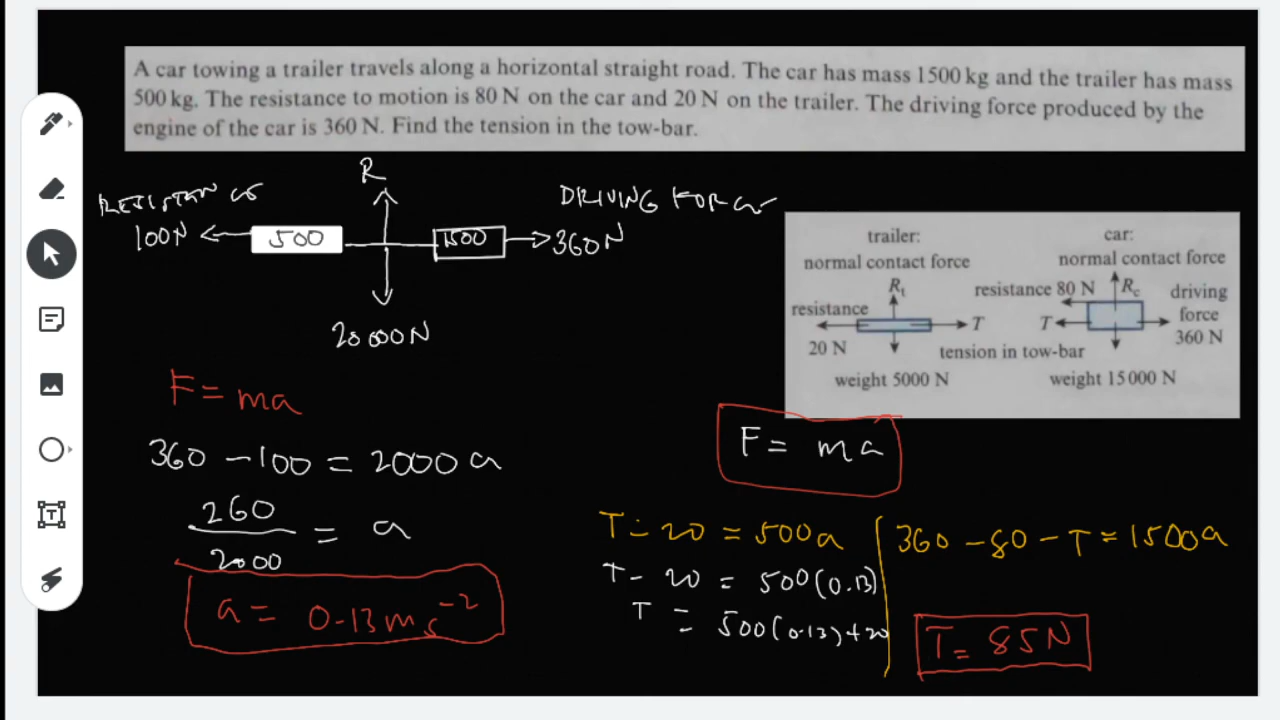 A car towing a trailer travels along a horizontal straight road. The car has mass 1500 kg and the trailer has mass
500 kg. The resistance to motion is 80 N on the car and 20 N on the trailer. The driving force produced by the
engine of the car is 360 N. Find the tension in the tow-bar.
R
RESISTANCE
DRIVING FORCE
100N
500
1500
360N
20000N
trailer:
car:
normal contact force
normal contact force
Rt
resistance 80 N
Rc
driving
resistance
force
T
T
360 N
20 N
tension in tow-bar
weight 5000 N
weight 15 000 N
F = ma
360 - 100 = 2000 a
260
2000
= a
a = 0.13 ms⁻²
F = ma
T - 20 = 500a
360 - 80 - T = 1500a
T - 20 = 500(0.13)
T = 500(0.13) + 20
T = 85N
T